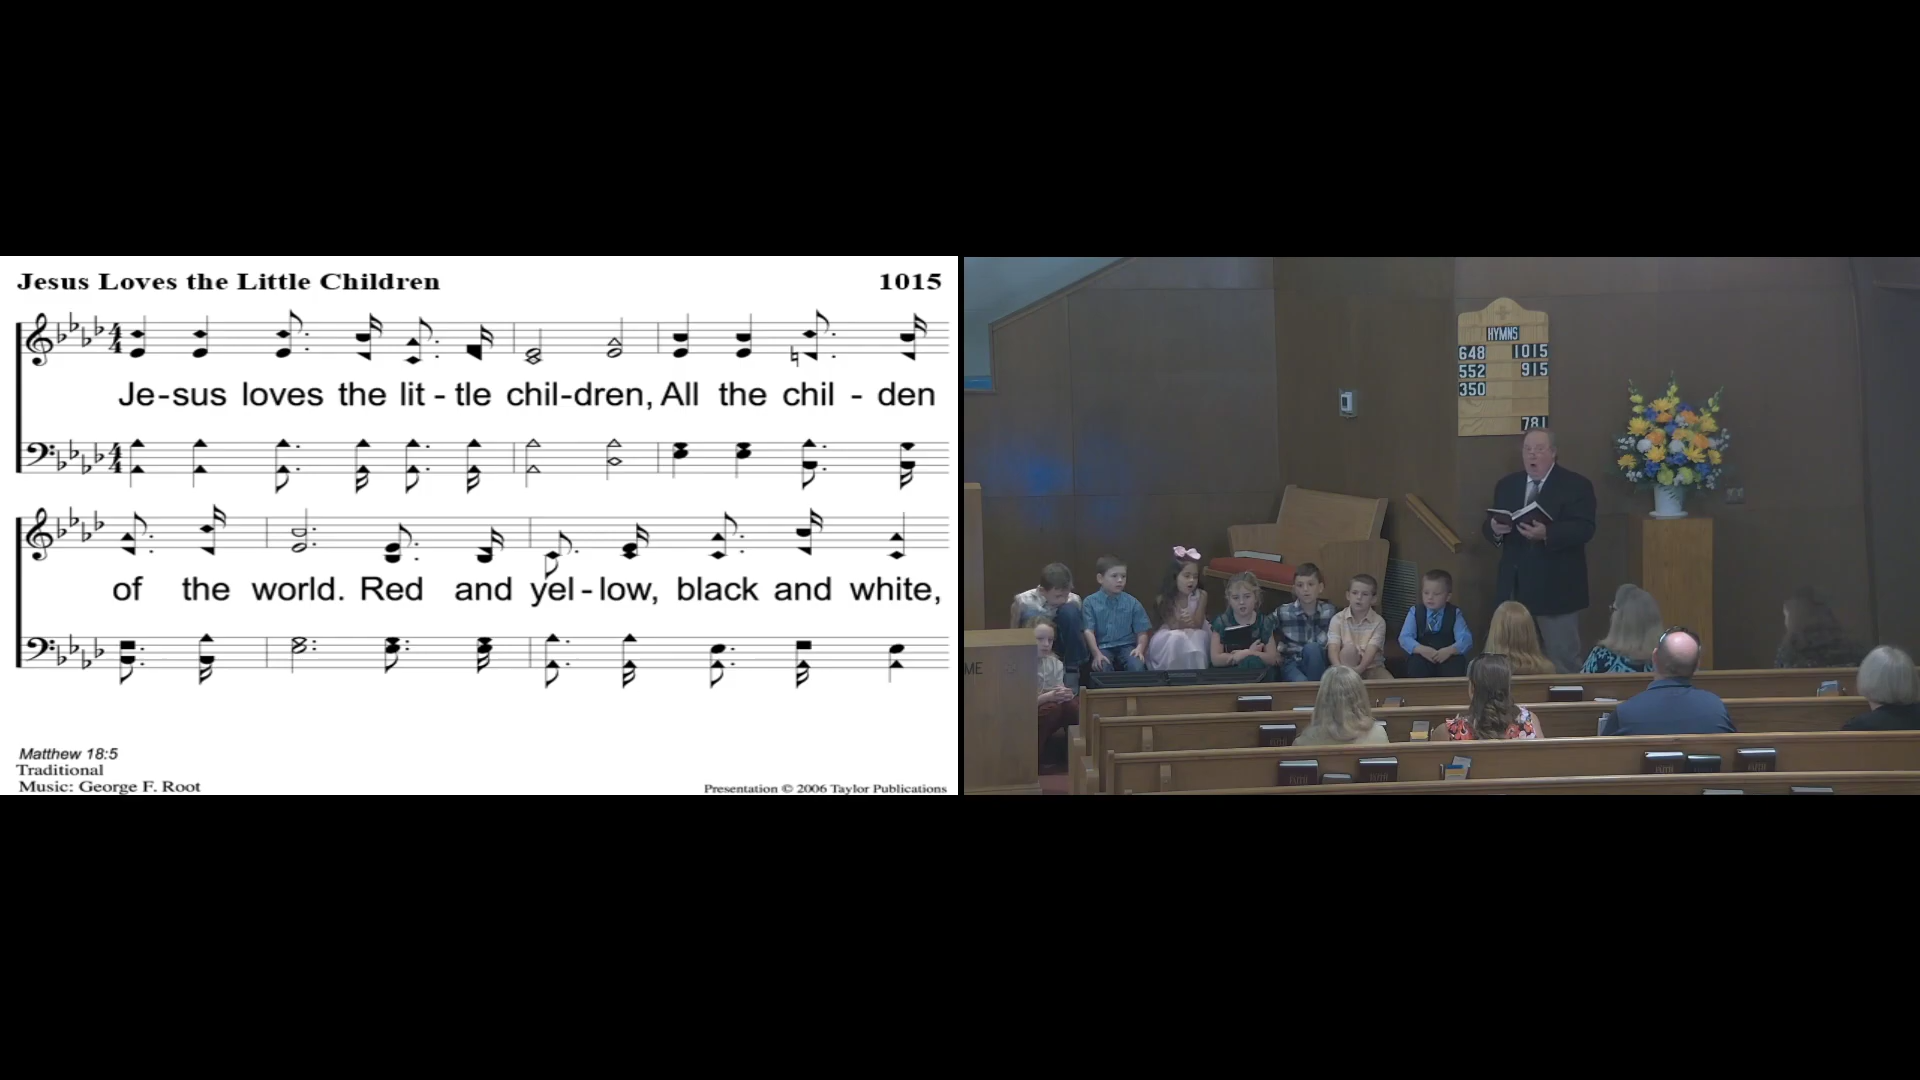 Jesus Loves the Little Children 1015
Je-sus loves the lit - tle chil-dren, All the chil - den
of the world. Red and yel - low, black and white,
Matthew 18:5
Traditional
Music: George F. Root
Presentation © 2006 Taylor Publications
HYMNS
648 1015
552 915
350
781
ME